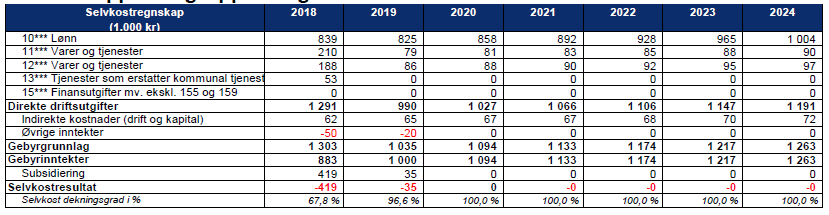 Selvkostregnskap 2018 2019 2020 2021 2022 2023 2024
(1.000 kr)
10*** Lønn 839 825 858 892 928 965 1 004
11*** Varer og tjenester 210 79 81 83 85 88 90
12*** Varer og tjenester 188 86 88 90 92 95 97
13*** Tjenester som erstatter kommunal tjenest 53 0 0 0 0 0 0
15*** Finansutgifter mv. ekskl. 155 og 159 0 0 0 0 0 0 0
Direkte driftsutgifter 1 291 990 1 027 1 066 1 106 1 147 1 191
Indirekte kostnader (drift og kapital) 62 65 67 67 68 70 72
Øvrige inntekter -50 -20 0 0 0 0 0
Gebyrgrunnlag 1 303 1 035 1 094 1 133 1 174 1 217 1 263
Gebyrinntekter 883 1 000 1 094 1 133 1 174 1 217 1 263
Subsidiering 419 35 0 0 0 0 0
Selvkostresultat -419 -35 0 -0 -0 -0 -0
Selvkost dekningsgrad i % 67,8 % 96,6 % 100,0 % 100,0 % 100,0 % 100,0 % 100,0 %